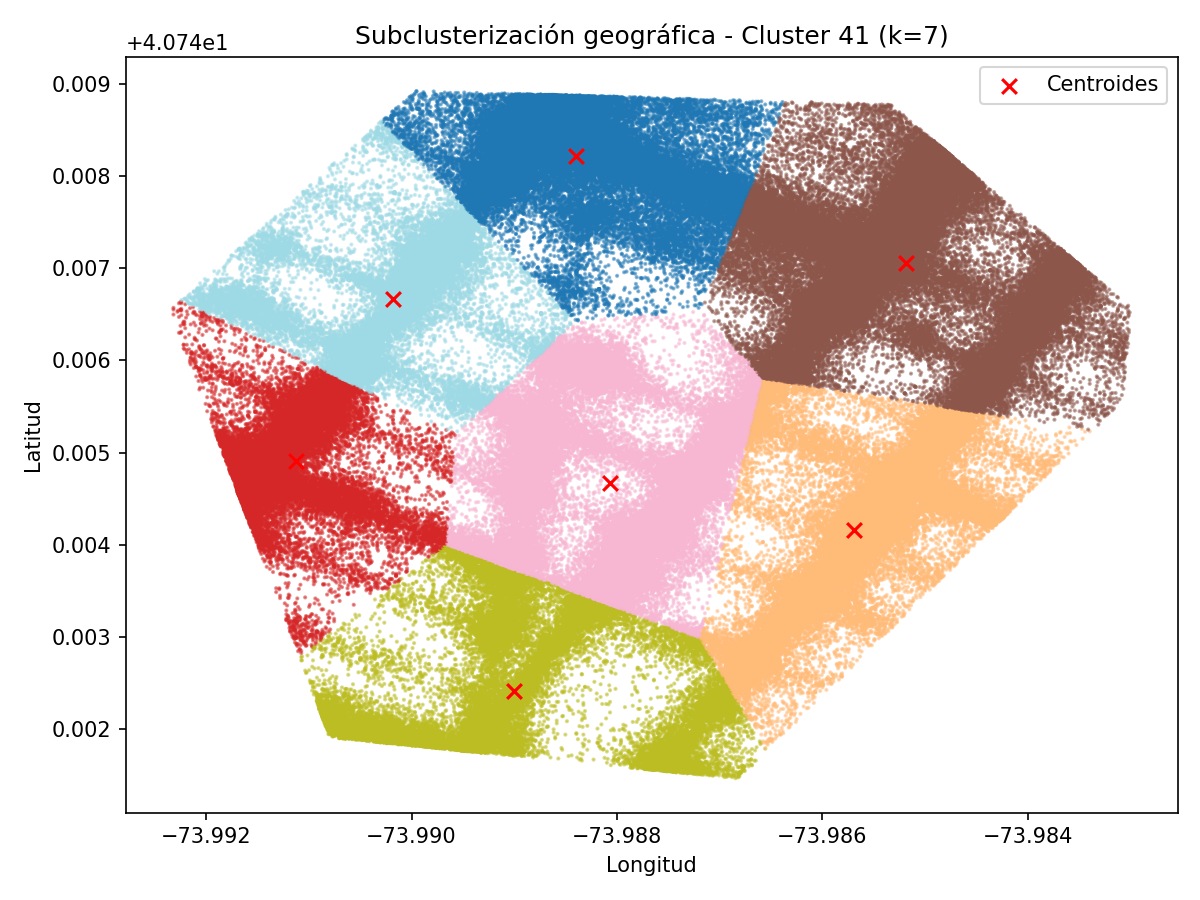 Subclusterización geográfica - Cluster 41 (k=7)
+4.074e1
Centroides
0.009
0.008
0.007
0.006
0.005
0.004
0.003
0.002
Latitud
−73.992
−73.990
−73.988
−73.986
−73.984
Longitud